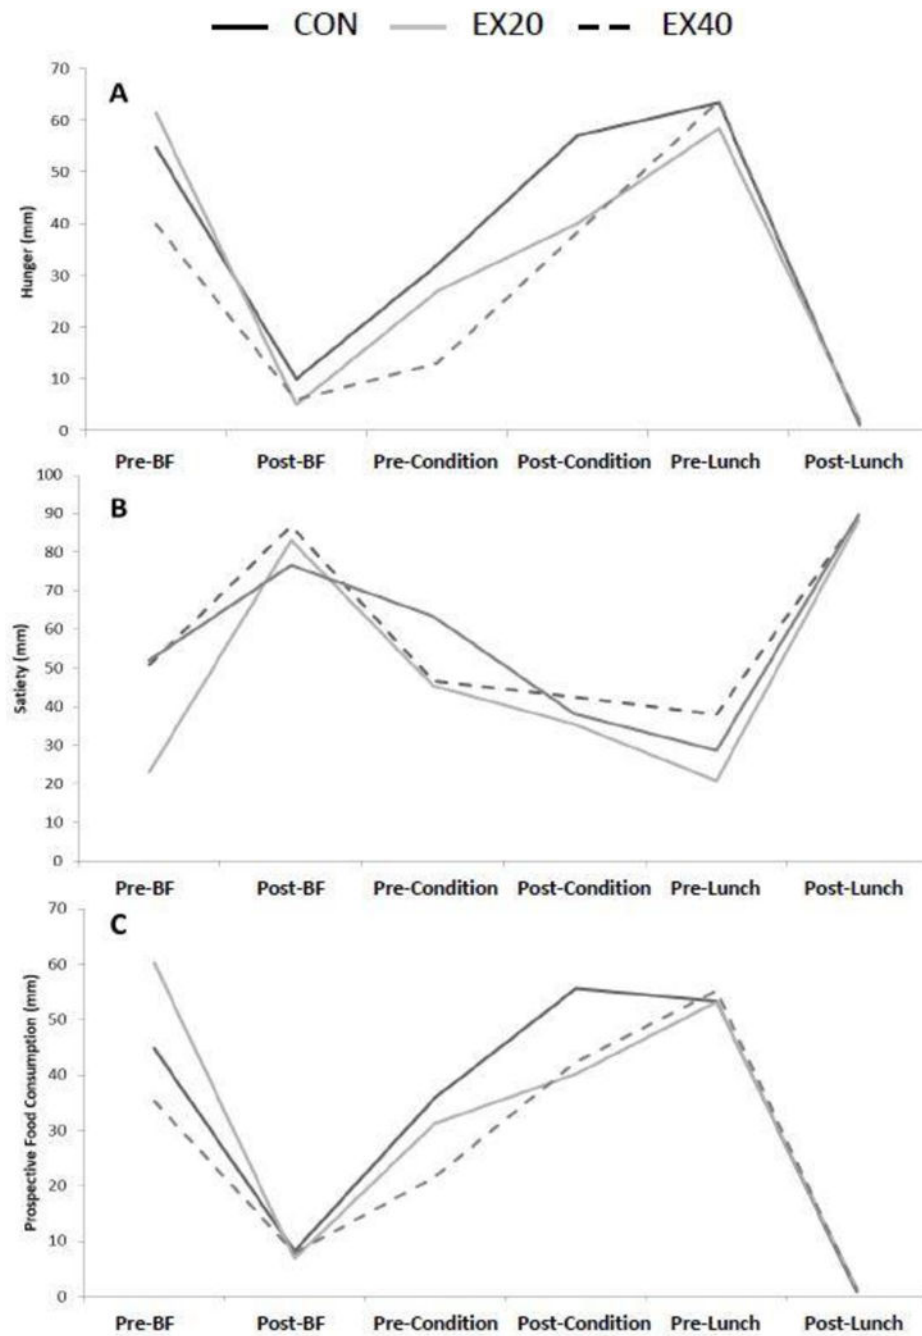 CON EX20 EX40
A
70
60
50
40
30
20
10
0
Hunger (mm)
Pre-BF Post-BF Pre-Condition Post-Condition Pre-Lunch Post-Lunch
B
100
90
80
70
60
50
40
30
20
10
0
Satiety (mm)
Pre-BF Post-BF Pre-Condition Post-Condition Pre-Lunch Post-Lunch
C
70
60
50
40
30
20
10
0
Prospective Food Consumption (mm)
Pre-BF Post-BF Pre-Condition Post-Condition Pre-Lunch Post-Lunch